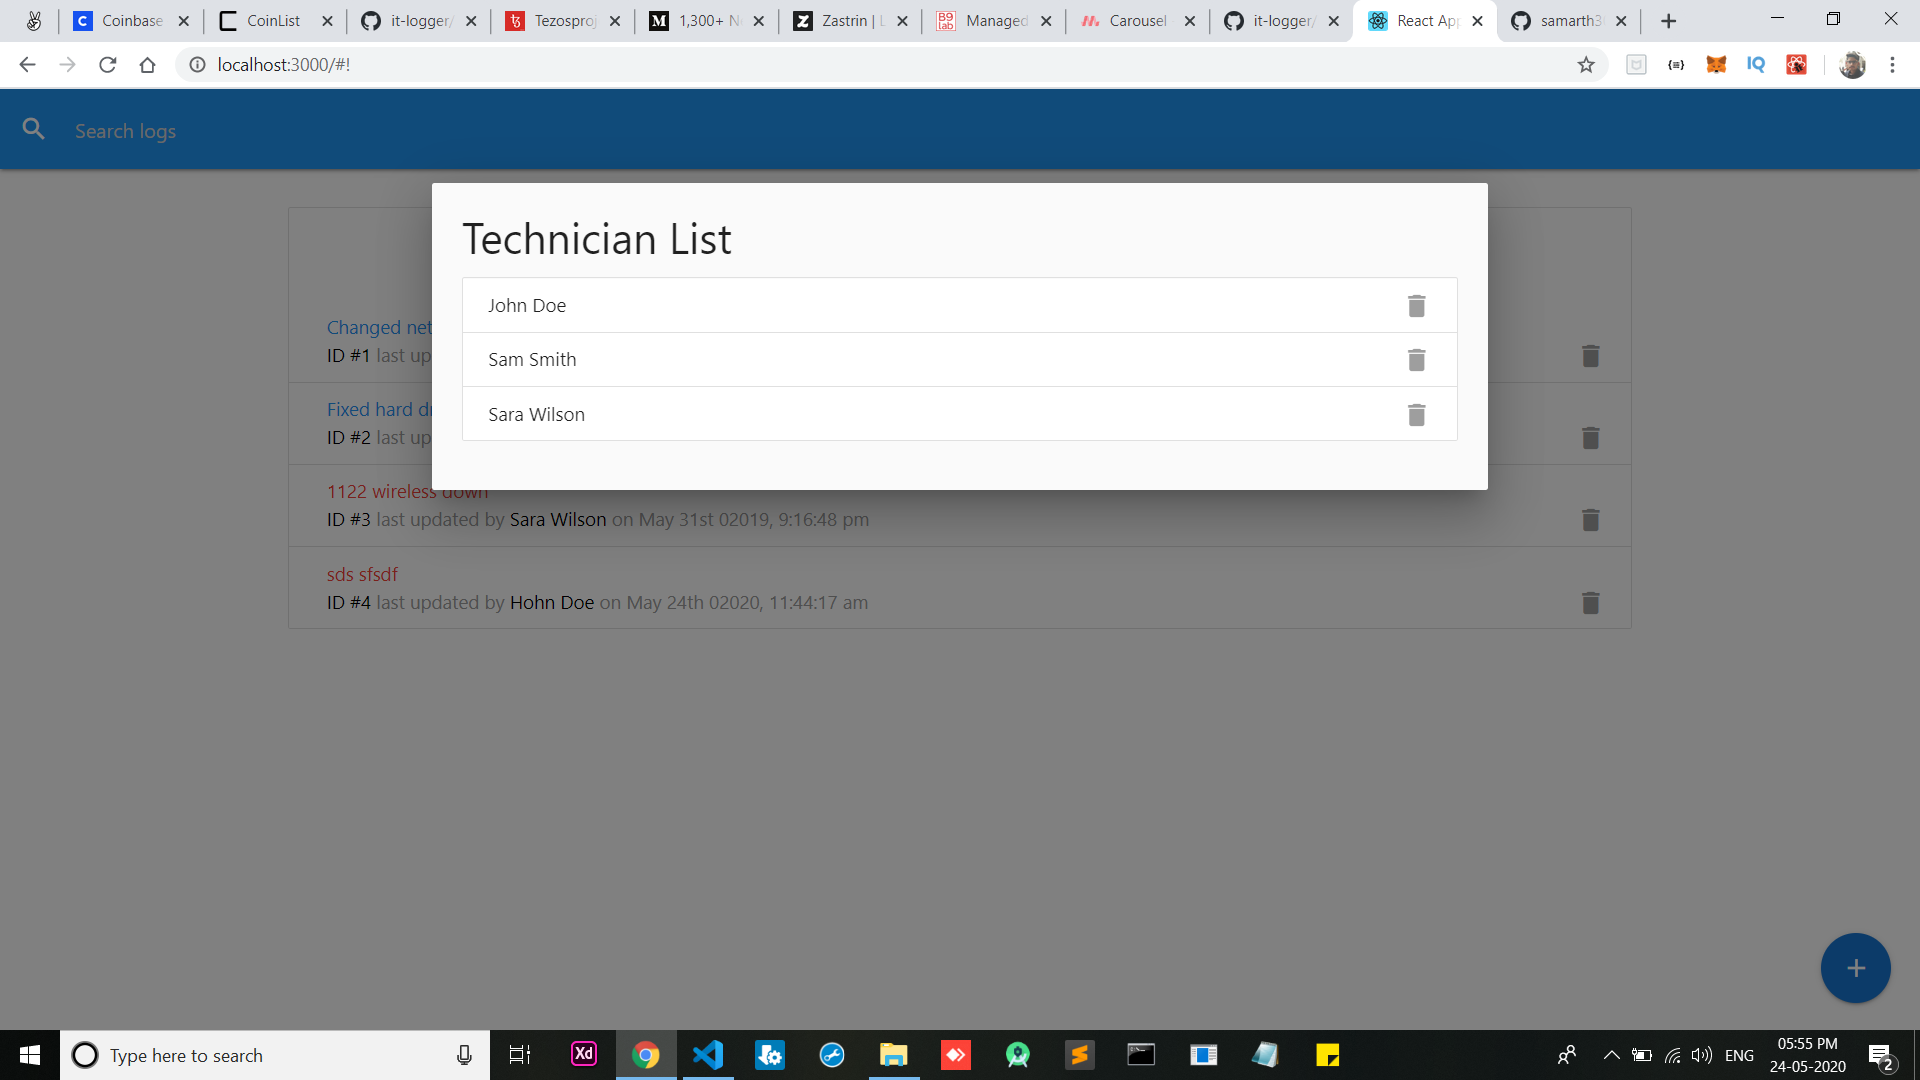 Coinbase
CoinList
it-logger/
Tezosproj
1,300+ N
Zastrin | L
Managed
Carousel
it-logger/
React App
samarth3
localhost:3000/#!
IQ
Search logs
Technician List
John Doe
Sam Smith
Sara Wilson
Changed net
ID #1 last up
Fixed hard dr
ID #2 last up
1122 wireless down
ID #3 last updated by Sara Wilson on May 31st 02019, 9:16:48 pm
sds sfsdf
ID #4 last updated by Hohn Doe on May 24th 02020, 11:44:17 am
+
Type here to search
Xd
ENG
05:55 PM
24-05-2020
2